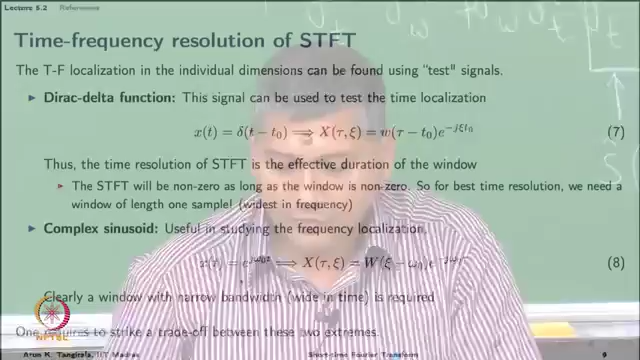 Lecture 5.2 References
Time-frequency resolution of STFT
The T-F localization in the individual dimensions can be found using "test" signals.
▶ Dirac-delta function: This signal can be used to test the time localization
x(t) = δ(t − t₀) ⟹ X(τ, ξ) = w(τ − t₀)e^{−jξt₀} (7)
Thus, the time resolution of STFT is the effective duration of the window
▶ The STFT will be non-zero as long as the window is non-zero. So for best time resolution, we need a
window of length one sample! (widest in frequency)
▶ Complex sinusoid: Useful in studying the frequency localization,
x(t) = e^{jω₀t} ⟹ X(τ, ξ) = W(ξ − ω₀) (8)
Clearly a window with narrow bandwidth (wide in time) is required
One requires to strike a trade-off between these two extremes.
NPTEL
Arun K. Tangirala, IIT Madras Short-time Fourier Transform 9